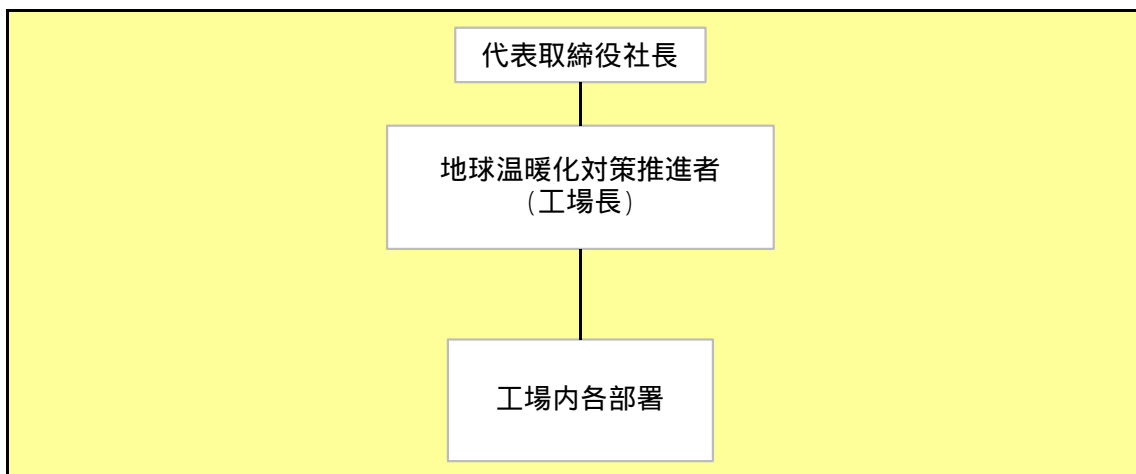 代表取締役社長
地球温暖化対策推進者
(工場長)
工場内各部署